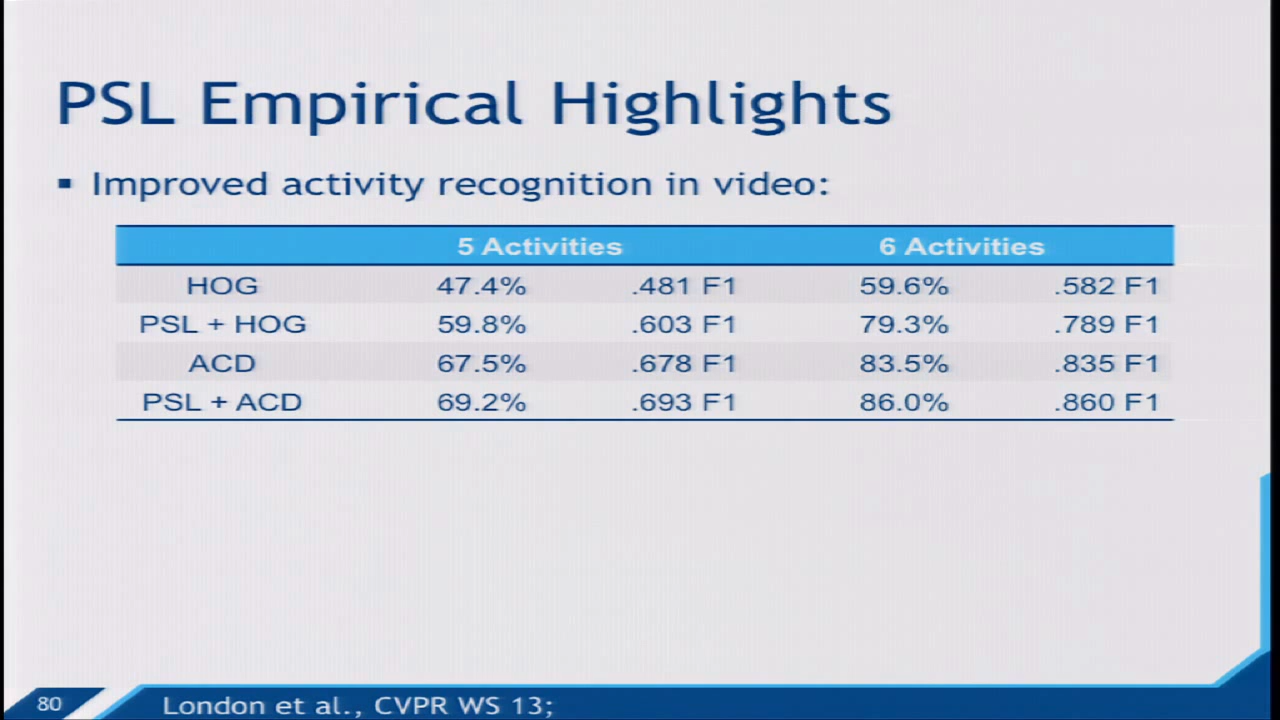 PSL Empirical Highlights
▪ Improved activity recognition in video:
5 Activities 6 Activities
HOG 47.4% .481 F1 59.6% .582 F1
PSL + HOG 59.8% .603 F1 79.3% .789 F1
ACD 67.5% .678 F1 83.5% .835 F1
PSL + ACD 69.2% .693 F1 86.0% .860 F1
80 London et al., CVPR WS 13;